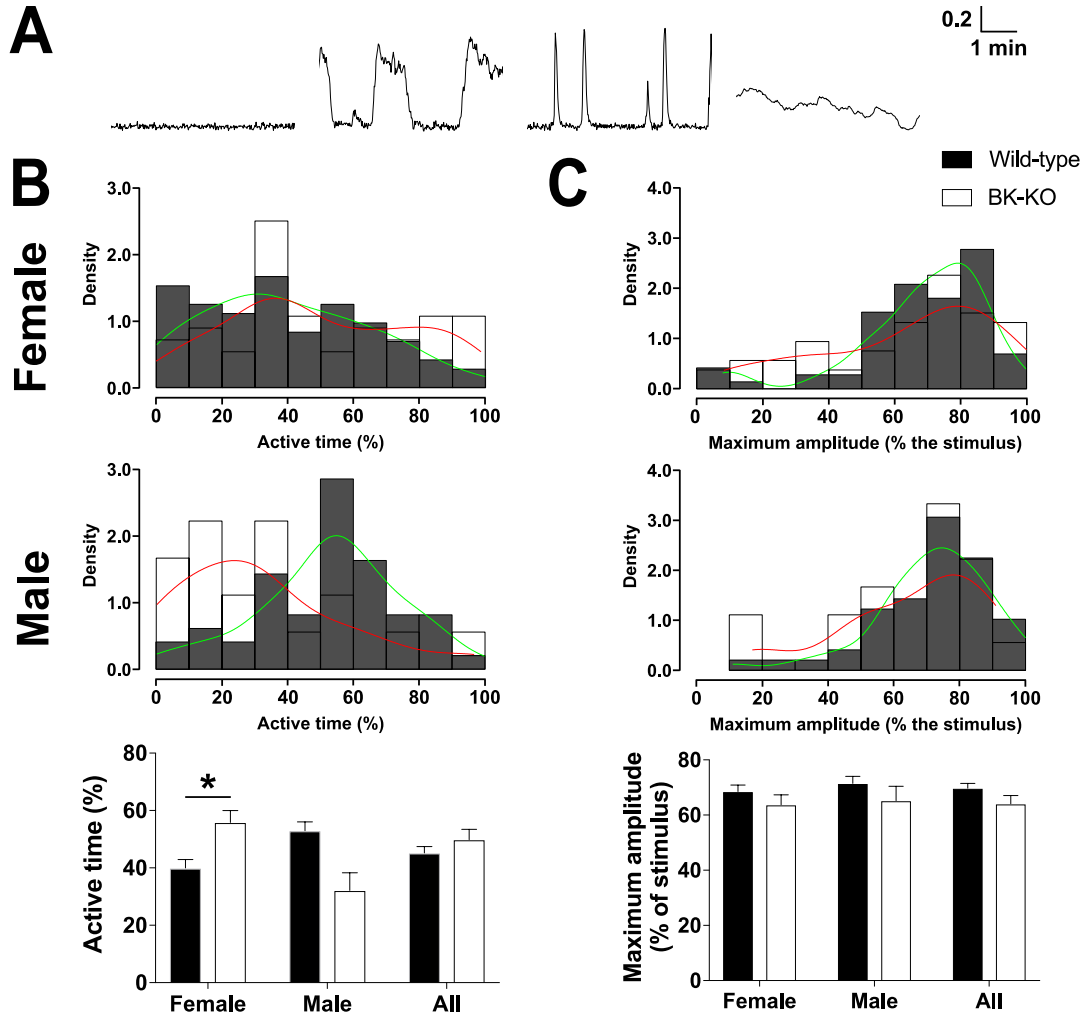 A
0.2
1 min
B
C
Wild-type
BK-KO
Female
Density
3.0
2.0
1.0
0.0
0 20 40 60 80 100
Active time (%)
Density
4.0
3.0
2.0
1.0
0.0
0 20 40 60 80 100
Maximum amplitude (% the stimulus)
Male
Density
3.0
2.0
1.0
0.0
0 20 40 60 80 100
Active time (%)
Density
4.0
3.0
2.0
1.0
0.0
0 20 40 60 80 100
Maximum amplitude (% the stimulus)
Active time (%)
80
60
40
20
0
*
Female Male All
Maximum amplitude
(% of stimulus)
80
60
40
20
0
Female Male All